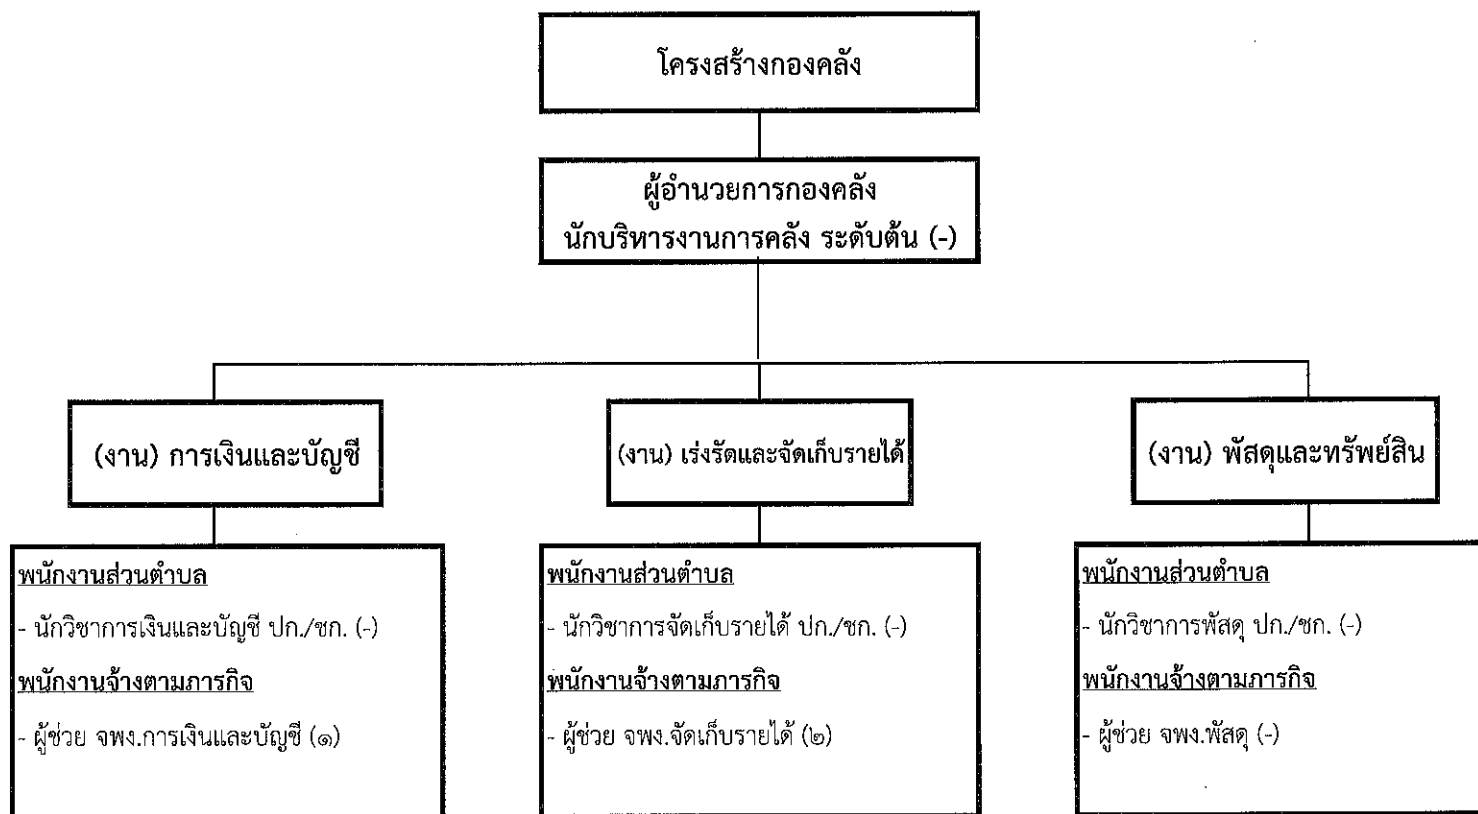 โครงสร้างกองคลัง
ผู้อำนวยการกองคลัง
นักบริหารงานการคลัง ระดับต้น (-)
(งาน) การเงินและบัญชี
(งาน) เร่งรัดและจัดเก็บรายได้
(งาน) พัสดุและทรัพย์สิน
พนักงานส่วนตำบล
- นักวิชาการเงินและบัญชี ปก./ชก. (-)
พนักงานจ้างตามภารกิจ
- ผู้ช่วย จพง.การเงินและบัญชี (๑)
พนักงานส่วนตำบล
- นักวิชาการจัดเก็บรายได้ ปก./ชก. (-)
พนักงานจ้างตามภารกิจ
- ผู้ช่วย จพง.จัดเก็บรายได้ (๒)
พนักงานส่วนตำบล
- นักวิชาการพัสดุ ปก./ชก. (-)
พนักงานจ้างตามภารกิจ
- ผู้ช่วย จพง.พัสดุ (-)